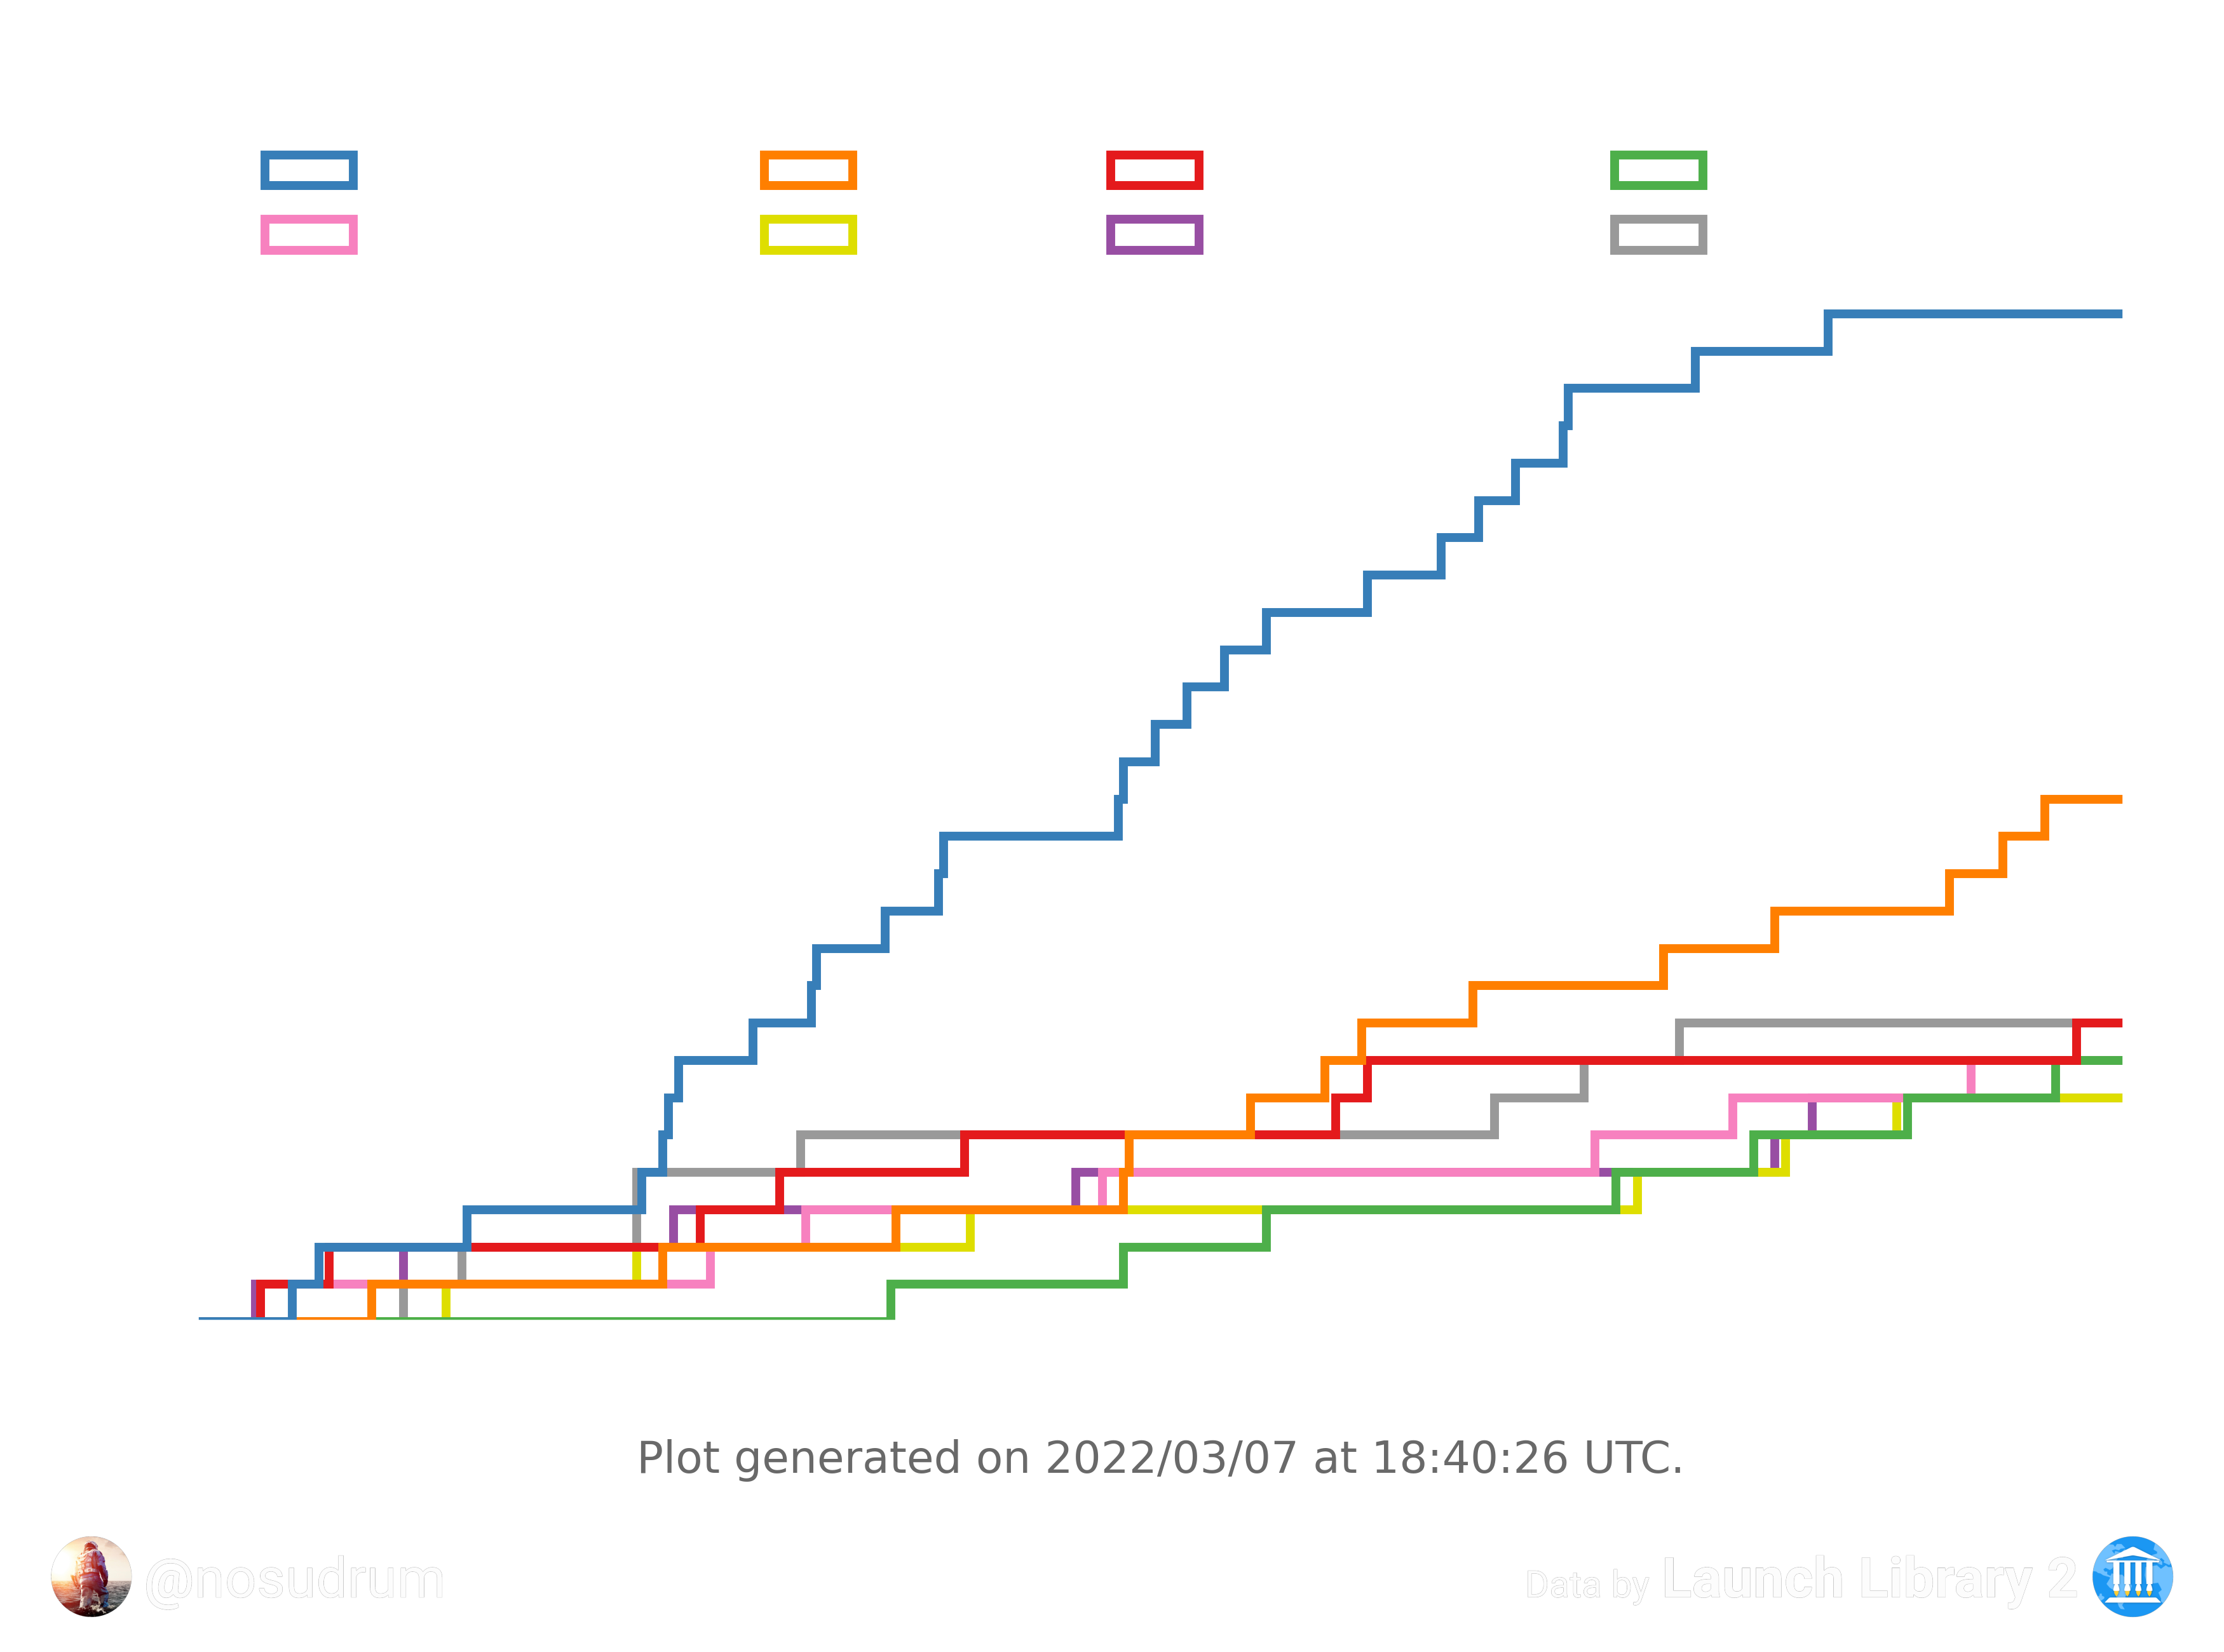 Plot generated on 2022/03/07 at 18:40:26 UTC.
@nosudrum
Data by Launch Library 2